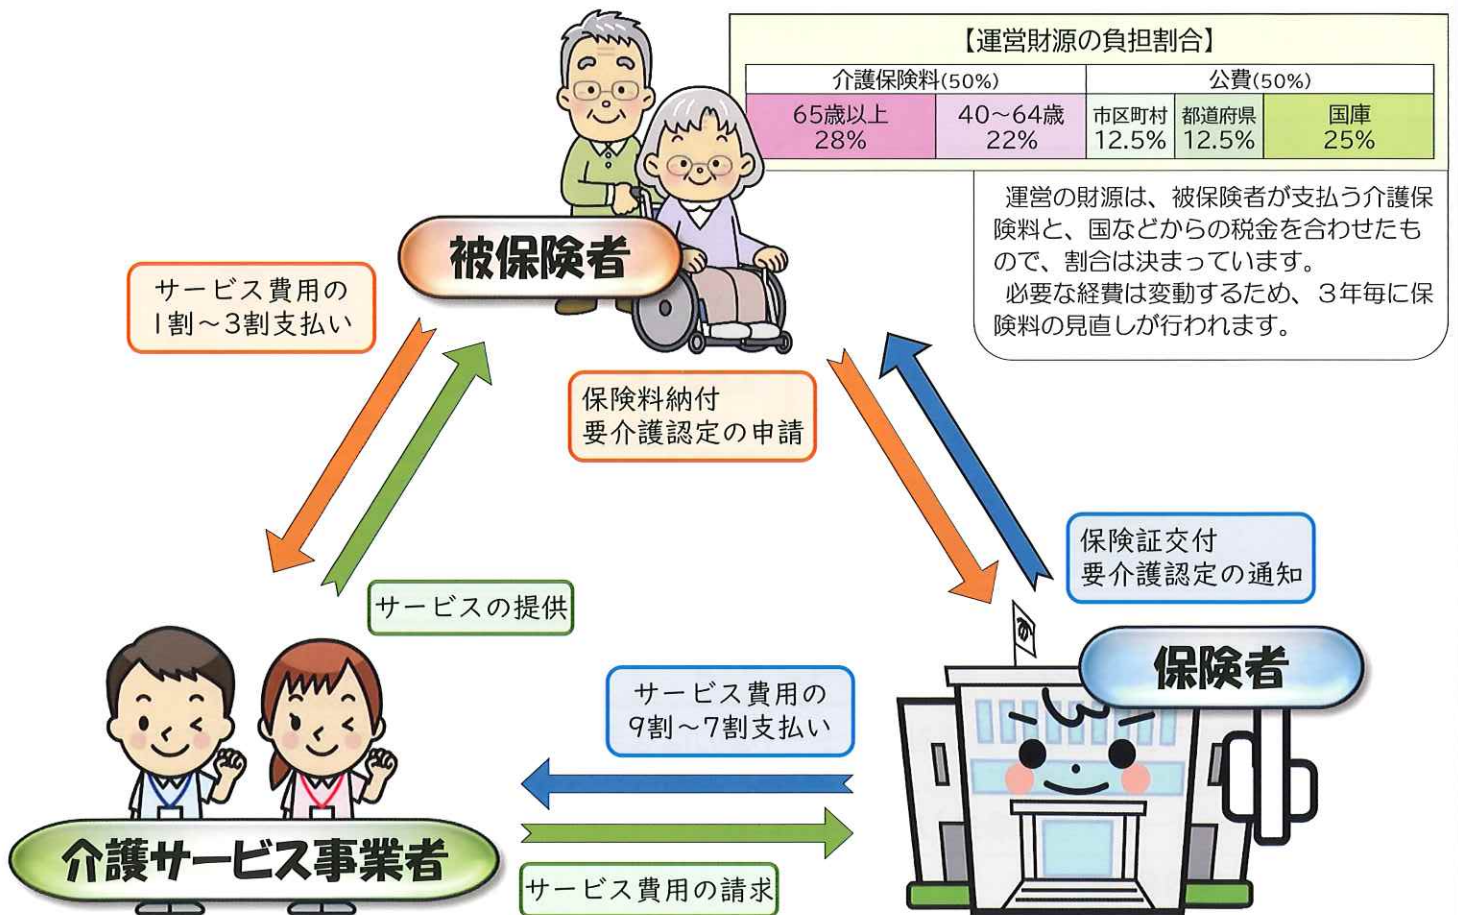 【運営財源の負担割合】
介護保険料(50%) 公費(50%)
65歳以上 40～64歳 市区町村 都道府県 国庫
28% 22% 12.5% 12.5% 25%
運営の財源は、被保険者が支払う介護保
険料と、国などからの税金を合わせたも
ので、割合は決まっています。
必要な経費は変動するため、３年毎に保
険料の見直しが行われます。
被保険者
サービス費用の
1割～3割支払い
保険料納付
要介護認定の申請
保険証交付
要介護認定の通知
サービスの提供
保険者
サービス費用の
9割～7割支払い
介護サービス事業者
サービス費用の請求